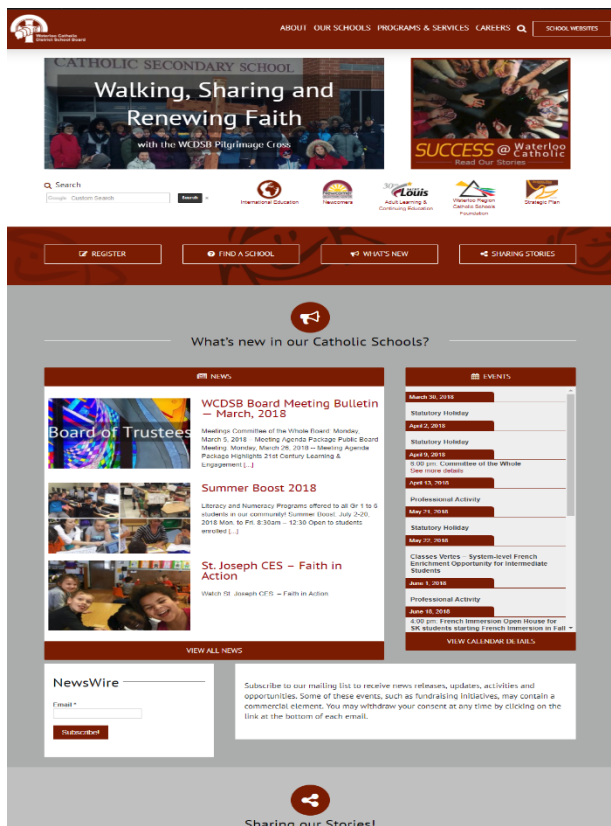 Waterloo Catholic
District School Board
ABOUT OUR SCHOOLS PROGRAMS & SERVICES CAREERS SCHOOL WEBSITES
CATHOLIC SECONDARY SCHOOL
Walking, Sharing and
Renewing Faith
with the WCDSB Pilgrimage Cross
SUCCESS @ Waterloo
Catholic
Read Our Stories
Search
Google Custom Search
Search
x
International Education
Newcomers
St Louis
Adult Learning &
Continuing Education
Waterloo Region
Catholic Schools
Foundation
Strategic Plan
REGISTER
FIND A SCHOOL
WHAT'S NEW
SHARING STORIES
What's new in our Catholic Schools?
NEWS
Board of Trustees
WCDSB Board Meeting Bulletin
— March, 2018
Meetings Committee of the Whole Board: Monday,
March 5, 2018 – Meeting Agenda Package Public Board
Meeting: Monday, March 26, 2018 – Meeting Agenda
Package Highlights 21st Century Learning &
Engagement [...]
Summer Boost 2018
Literacy and Numeracy Programs offered to all Gr 1 to 6
students in our community! Summer Boost: July 2-20,
2018 Mon. to Fri. 8:30am – 12:30 Open to students
enrolled [...]
St. Joseph CES – Faith in
Action
Watch St. Joseph CES – Faith in Action.
VIEW ALL NEWS
EVENTS
March 30, 2018
Statutory Holiday
April 2, 2018
Statutory Holiday
April 9, 2018
6:00 pm: Committee of the Whole
See more details
April 13, 2018
Professional Activity
May 21, 2018
Statutory Holiday
May 22, 2018
Classes Vertes – System-level French
Enrichment Opportunity for Intermediate
Students
June 1, 2018
Professional Activity
June 18, 2018
4:00 pm: French Immersion Open House for
SK students starting French Immersion in Fall
VIEW CALENDAR DETAILS
NewsWire
Email *
Subscribe!
Subscribe to our mailing list to receive news releases, updates, activities and
opportunities. Some of these events, such as fundraising initiatives, may contain a
commercial element. You may withdraw your consent at any time by clicking on the
link at the bottom of each email.
Sharing our Stories!